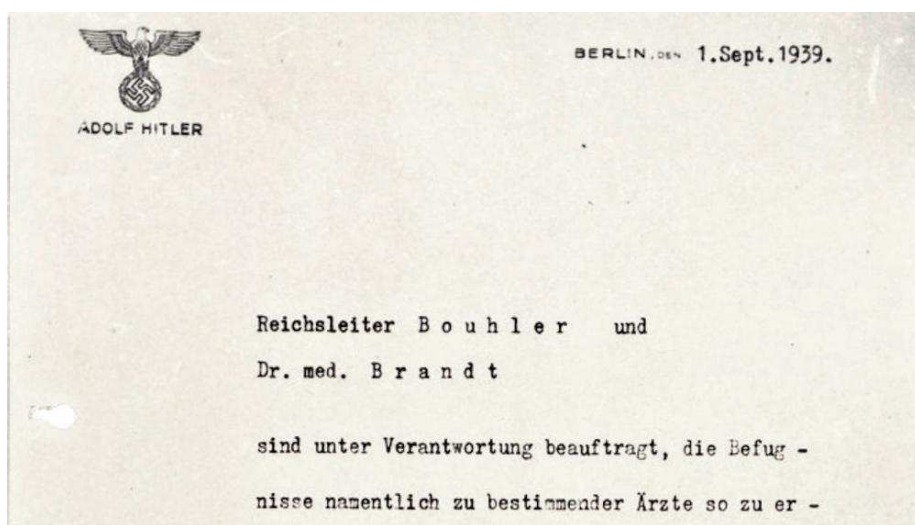 BERLIN, DEN 1.Sept.1939.
ADOLF HITLER
Reichsleiter B o u h l e r und
Dr. med. B r a n d t
sind unter Verantwortung beauftragt, die Befug -
nisse namentlich zu bestimmender Ärzte so zu er -